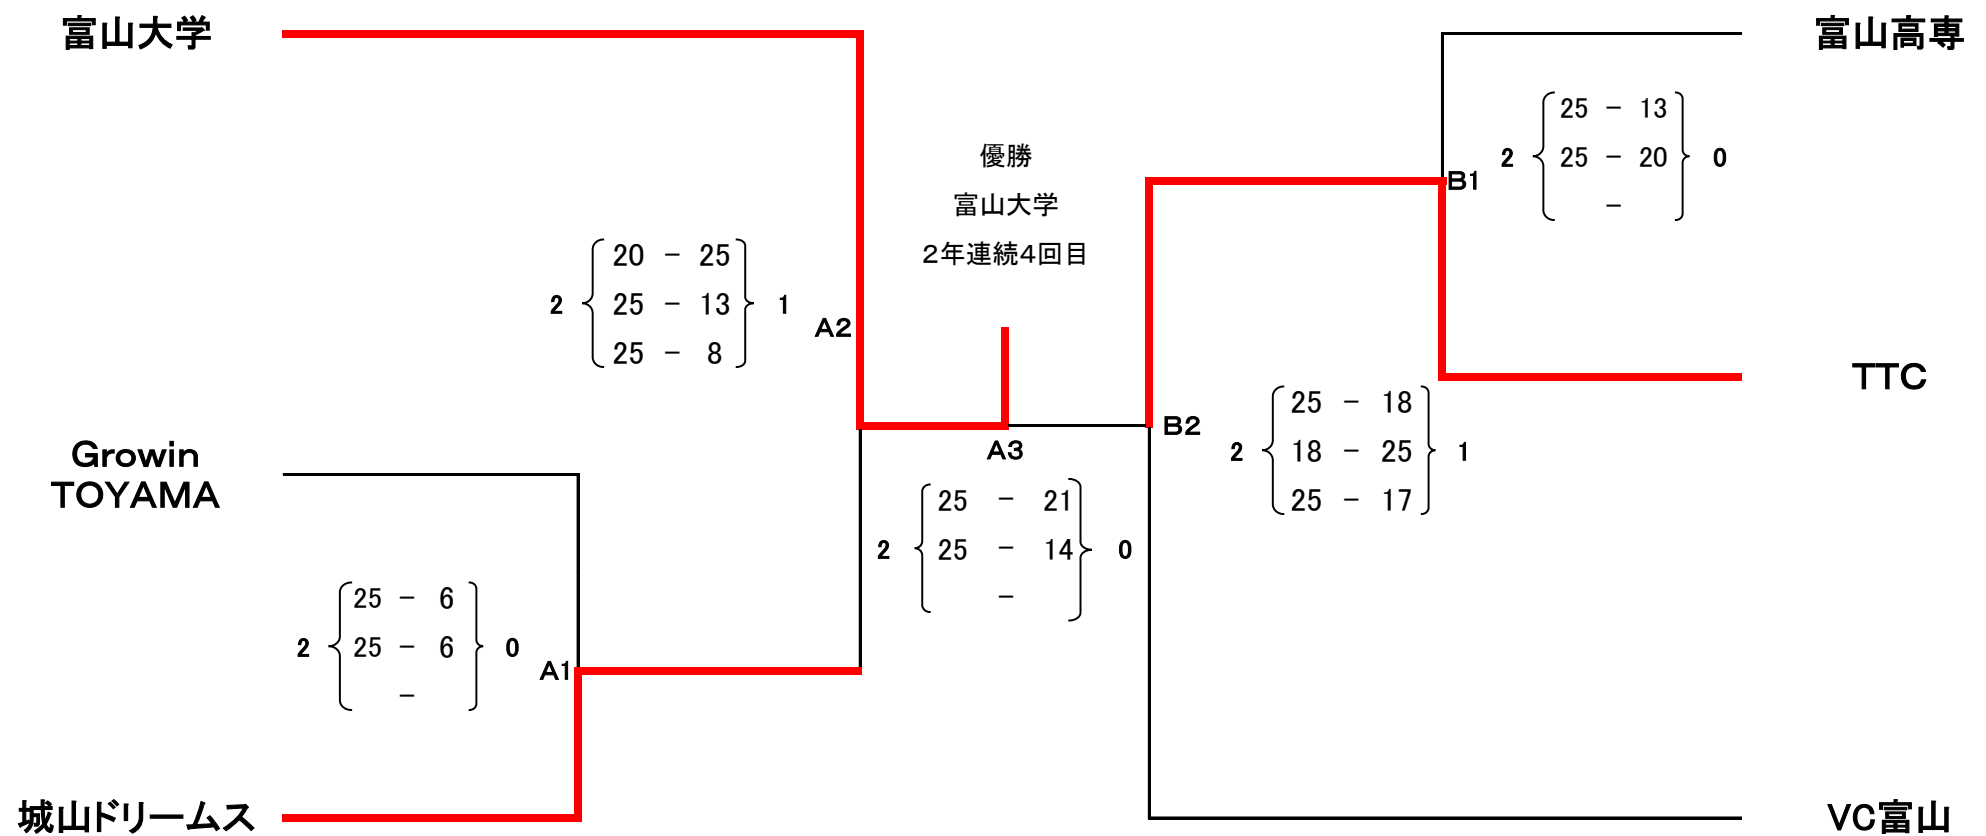 富山大学
富山高専
25 － 13
2 25 － 20 0
－
B1
優勝
富山大学
２年連続４回目
20 － 25
2 25 － 13 1
25 － 8
A2
TTC
25 － 18
2 18 － 25 1
25 － 17
B2
A3
25 － 21
2 25 － 14 0
－
Growin
TOYAMA
25 － 6
2 25 － 6 0
－
A1
城山ドリームス
VC富山